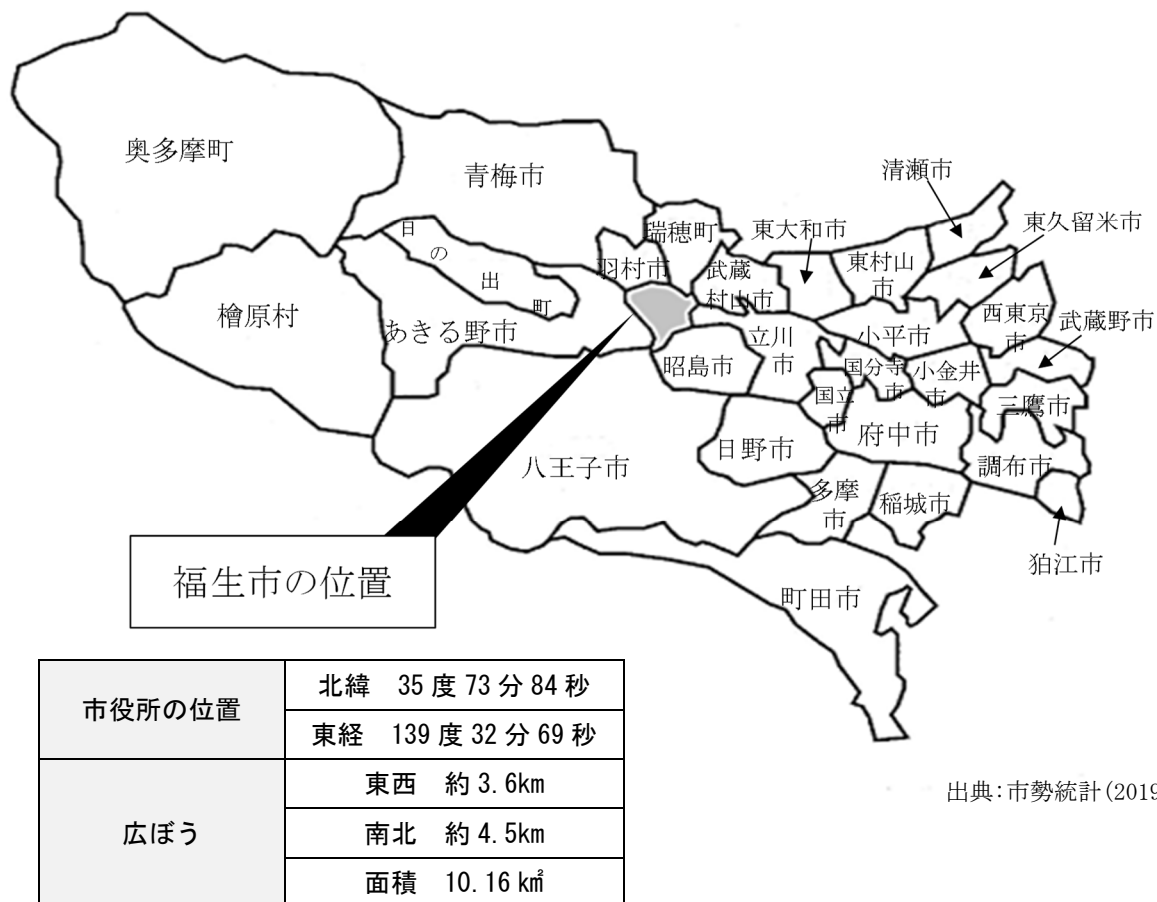 奥多摩町
青梅市
清瀬市
瑞穂町
東大和市
東久留米市
日の出町
羽村市
武蔵
村山市
東村山
市
檜原村
あきる野市
立川
市
小平市
西東京
市
武蔵野市
昭島市
国分寺
市
小金井
市
国立
市
三鷹市
八王子市
日野市
府中市
調布市
多摩
市
稲城市
狛江市
福生市の位置
町田市
市役所の位置
北緯 35 度 73 分 84 秒
東経 139 度 32 分 69 秒
広ぼう
東西 約 3.6km
南北 約 4.5km
面積 10.16 ㎢
出典：市勢統計(2019